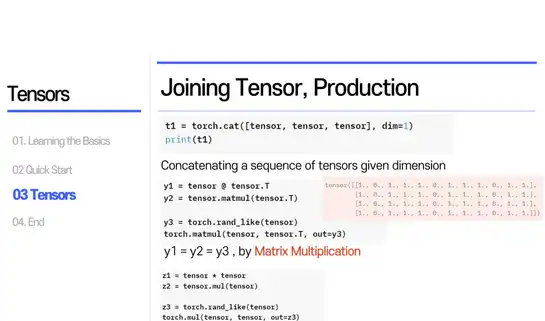 Tensors
01. Learning the Basics
02 Quick Start
03 Tensors
04. End
Joining Tensor, Production
t1 = torch.cat([tensor, tensor, tensor], dim=1)
print(t1)
Concatenating a sequence of tensors given dimension
tensor([[1., 0., 1., 1., 1., 0., 1., 1., 1., 0., 1., 1.],
[1., 0., 1., 1., 1., 0., 1., 1., 1., 0., 1., 1.],
[1., 0., 1., 1., 1., 0., 1., 1., 1., 0., 1., 1.],
[1., 0., 1., 1., 1., 0., 1., 1., 1., 0., 1., 1.]])
y1 = tensor @ tensor.T
y2 = tensor.matmul(tensor.T)
y3 = torch.rand_like(tensor)
torch.matmul(tensor, tensor.T, out=y3)
y1 = y2 = y3 , by Matrix Multiplication
z1 = tensor * tensor
z2 = tensor.mul(tensor)
z3 = torch.rand_like(tensor)
torch.mul(tensor, tensor, out=z3)